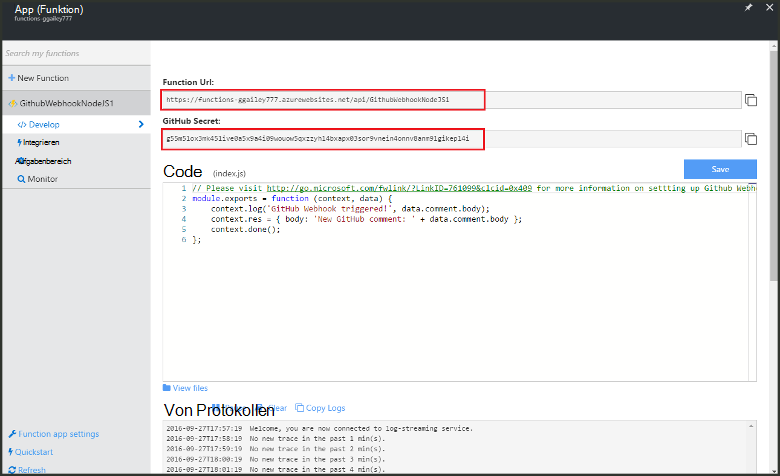 App (Funktion)
functions-ggailey777
Search my functions
New Function
GithubWebhookNodeJS1
Develop
Integrieren
Aufgabenbereich
Monitor
Function app settings
Quickstart
Refresh
Function Url:
https://functions-ggailey777.azurewebsites.net/api/GithubWebhookNodeJS1
GitHub Secret:
Code (index.js)
Save
1 // Please visit http://go.microsoft.com/fwlink/?LinkID=761099&clcid=0x409 for more information on settting up Github Webh
2 module.exports = function (context, data) {
3 context.log('GitHub Webhook triggered!', data.comment.body);
4 context.res = { body: 'New GitHub comment: ' + data.comment.body };
5 context.done();
6 };
View files
Von Protokollen Clear Copy Logs
2016-09-27T17:57:19 Welcome, you are now connected to log-streaming service.
2016-09-27T17:58:19 No new trace in the past 1 min(s).
2016-09-27T17:59:19 No new trace in the past 2 min(s).
2016-09-27T18:00:19 No new trace in the past 3 min(s).
2016-09-27T18:01:19 No new trace in the past 4 min(s).